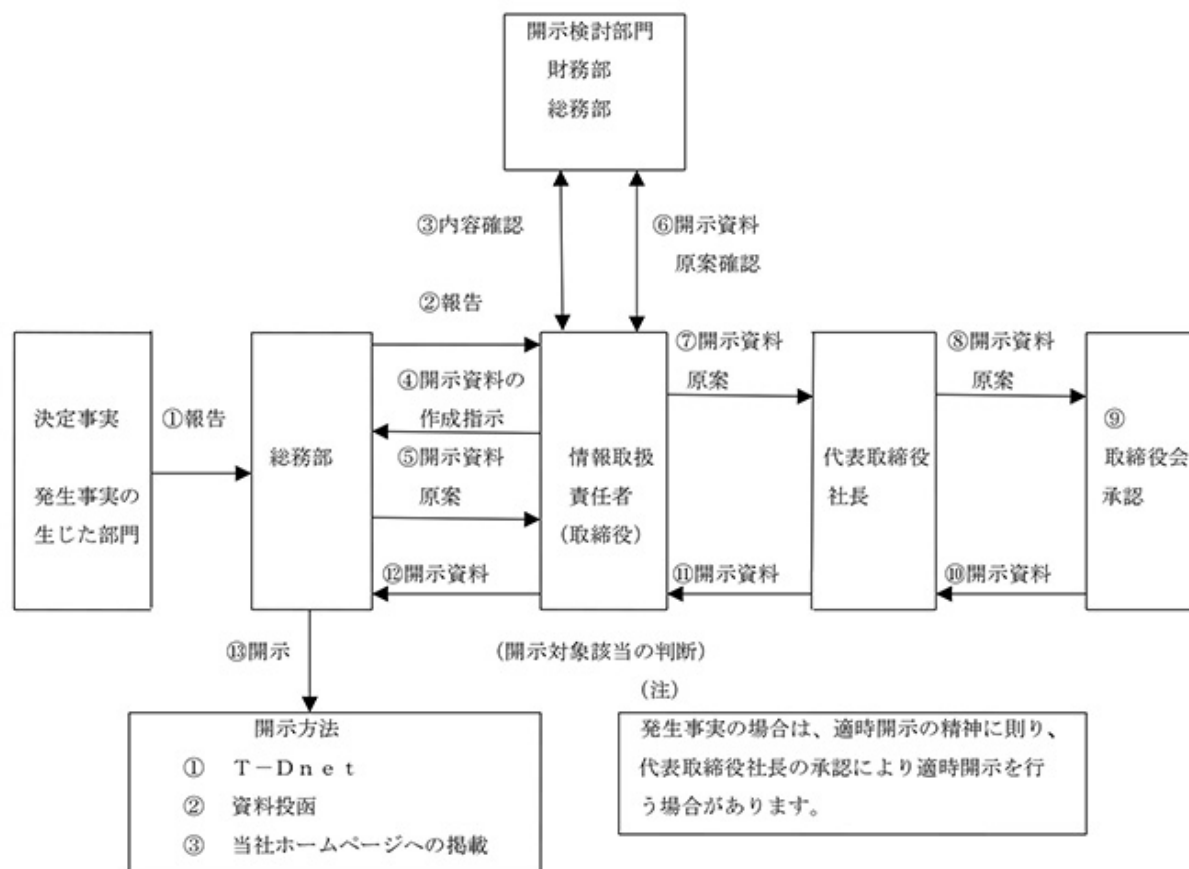 開示検討部門
財務部
総務部
③内容確認
⑥開示資料
原案確認
②報告
決定事実
発生事実の
生じた部門
①報告
総務部
④開示資料の
作成指示
⑤開示資料
原案
⑫開示資料
情報取扱
責任者
(取締役)
⑦開示資料
原案
⑪開示資料
代表取締役
社長
⑧開示資料
原案
⑩開示資料
⑨
取締役会
承認
⑬開示
(開示対象該当の判断)
(注)
発生事実の場合は、適時開示の精神に則り、
代表取締役社長の承認により適時開示を行
う場合があります。
開示方法
① T－Dnet
② 資料投函
③ 当社ホームページへの掲載